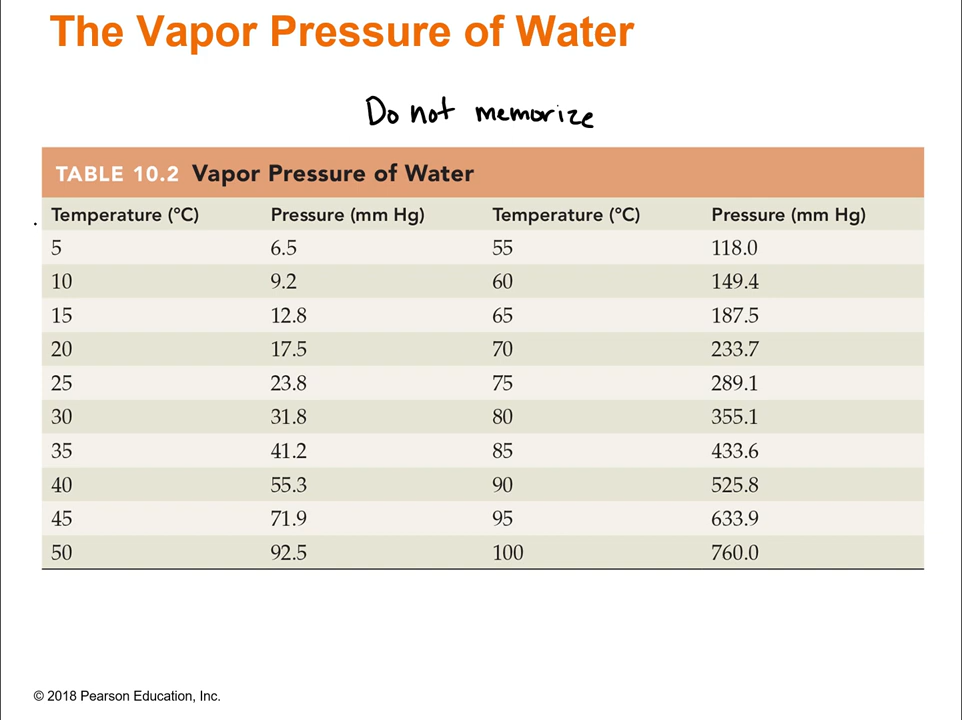 The Vapor Pressure of Water
Do not memorize
TABLE 10.2 Vapor Pressure of Water
Temperature (°C) Pressure (mm Hg) Temperature (°C) Pressure (mm Hg)
5 6.5 55 118.0
10 9.2 60 149.4
15 12.8 65 187.5
20 17.5 70 233.7
25 23.8 75 289.1
30 31.8 80 355.1
35 41.2 85 433.6
40 55.3 90 525.8
45 71.9 95 633.9
50 92.5 100 760.0
© 2018 Pearson Education, Inc.